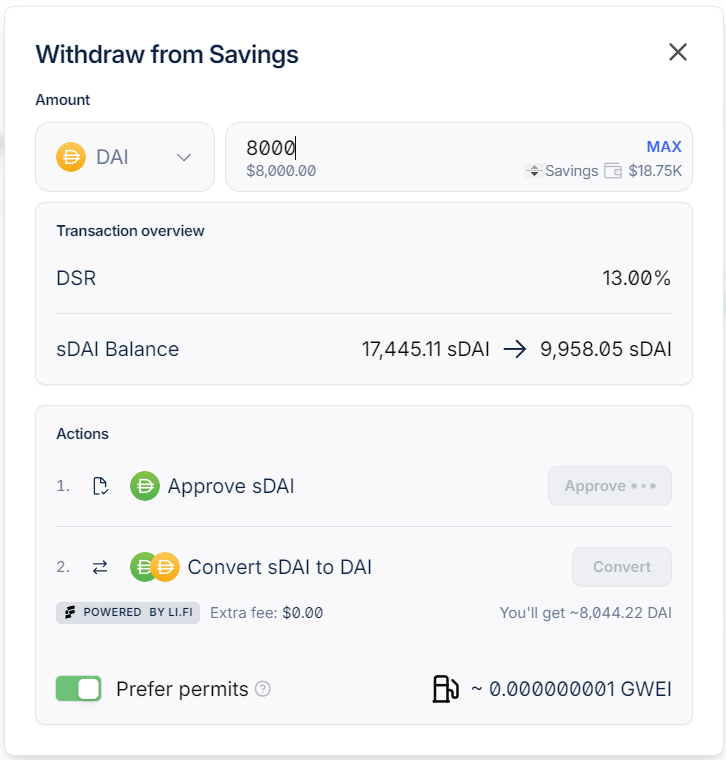 Withdraw from Savings
Amount
DAI
8000
MAX
$8,000.00
Savings $18.75K
Transaction overview
DSR 13.00%
sDAI Balance 17,445.11 sDAI → 9,958.05 sDAI
Actions
1. Approve sDAI Approve •••
2. Convert sDAI to DAI Convert
POWERED BY LI.FI Extra fee: $0.00 You'll get ~8,044.22 DAI
Prefer permits ? ~ 0.000000001 GWEI